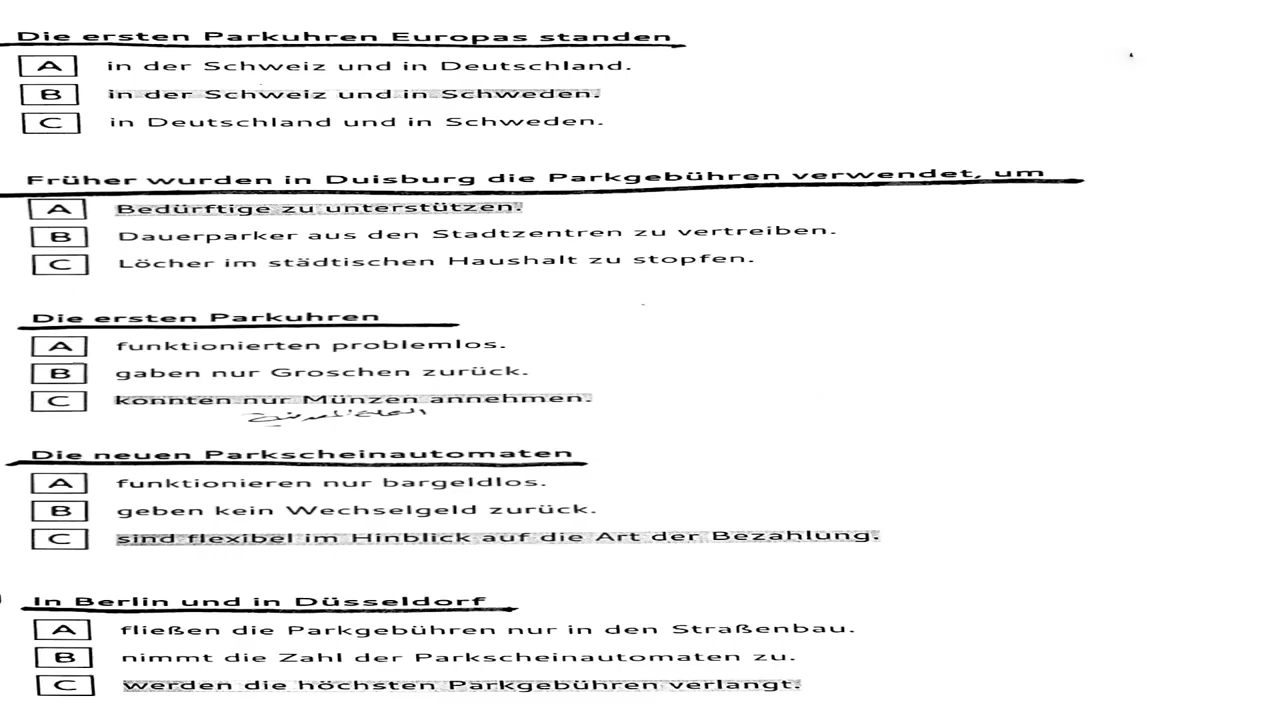 Die ersten Parkuhren Europas standen
A in der Schweiz und in Deutschland.
B in der Schweiz und in Schweden.
C in Deutschland und in Schweden.
Früher wurden in Duisburg die Parkgebühren verwendet, um
A Bedürftige zu unterstützen.
B Dauerparker aus den Stadtzentren zu vertreiben.
C Löcher im städtischen Haushalt zu stopfen.
Die ersten Parkuhren
A funktionierten problemlos.
B gaben nur Groschen zurück.
C konnten nur Münzen annehmen.
Die neuen Parkscheinautomaten
A funktionieren nur bargeldlos.
B geben kein Wechselgeld zurück.
C sind flexibel im Hinblick auf die Art der Bezahlung.
In Berlin und in Düsseldorf
A fließen die Parkgebühren nur in den Straßenbau.
B nimmt die Zahl der Parkscheinautomaten zu.
C werden die höchsten Parkgebühren verlangt.